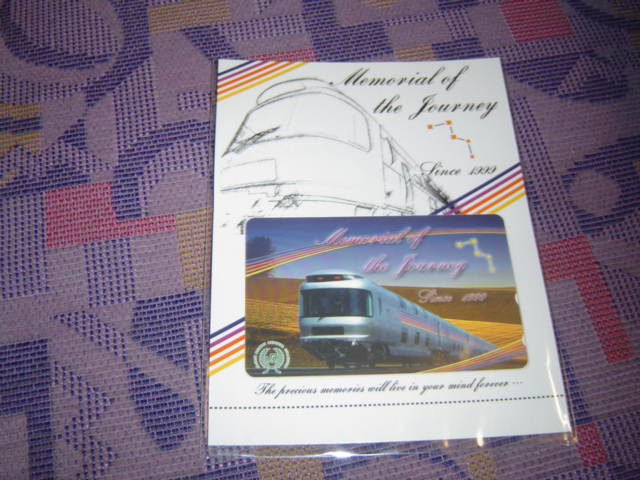 Memorial of
the Journey
Since 1999
Memorial of
the Journey
Since 1999
The precious memories will live in your mind forever ...